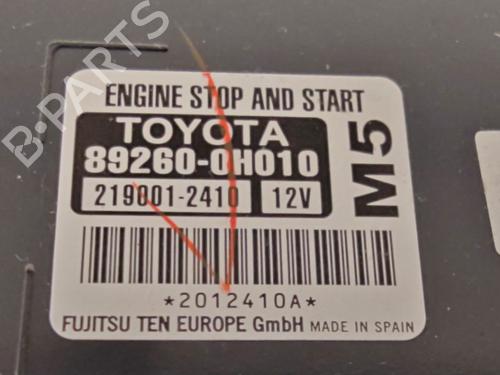 B-PARTS
ENGINE STOP AND START
TOYOTA
89260-0H010
219001-2410 12V
M5
*2012410A*
FUJITSU TEN EUROPE GmbH MADE IN SPAIN